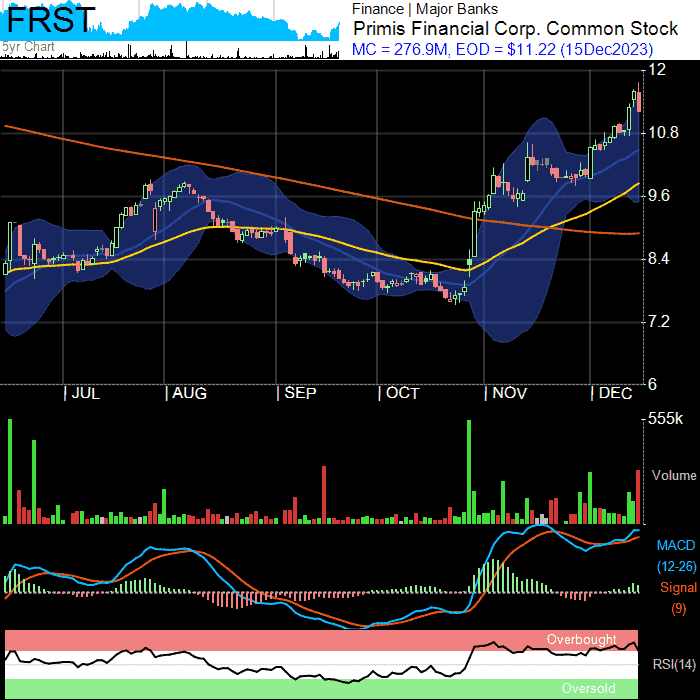 FRST
5yr Chart
Finance | Major Banks
Primis Financial Corp. Common Stock
MC = 276.9M, EOD = $11.22 (15Dec2023)
12
10.8
9.6
8.4
7.2
6
JUL
AUG
SEP
OCT
NOV
DEC
555k
Volume
MACD
(12-26)
Signal
(9)
Overbought
RSI(14)
Oversold